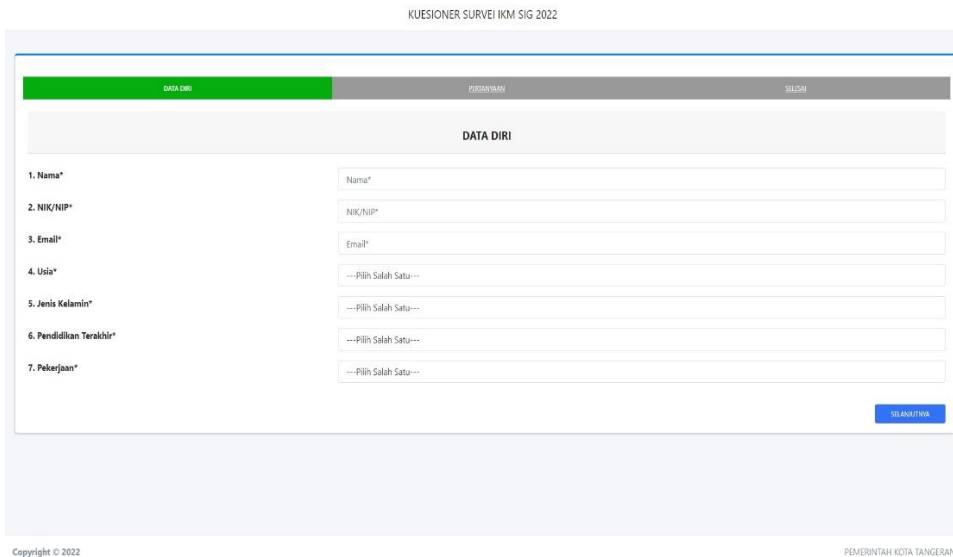 KUESIONER SURVEI IKM SIG 2022
DATA DIRI PERTANYAAN SELESAI
DATA DIRI
1. Nama* Nama*
2. NIK/NIP* NIK/NIP*
3. Email* Email*
4. Usia* ---Pilih Salah Satu---
5. Jenis Kelamin* ---Pilih Salah Satu---
6. Pendidikan Terakhir* ---Pilih Salah Satu---
7. Pekerjaan* ---Pilih Salah Satu---
SELANJUTNYA
Copyright © 2022 PEMERINTAH KOTA TANGERAN